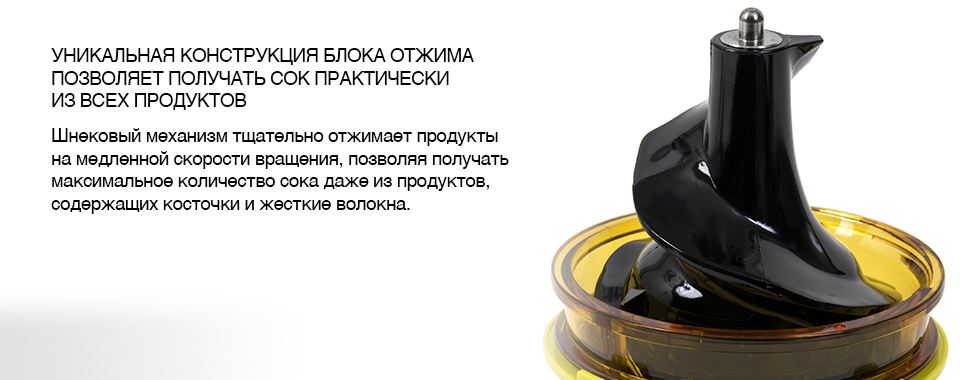 УНИКАЛЬНАЯ КОНСТРУКЦИЯ БЛОКА ОТЖИМА
ПОЗВОЛЯЕТ ПОЛУЧАТЬ СОК ПРАКТИЧЕСКИ
ИЗ ВСЕХ ПРОДУКТОВ
Шнековый механизм тщательно отжимает продукты
на медленной скорости вращения, позволяя получать
максимальное количество сока даже из продуктов,
содержащих косточки и жесткие волокна.